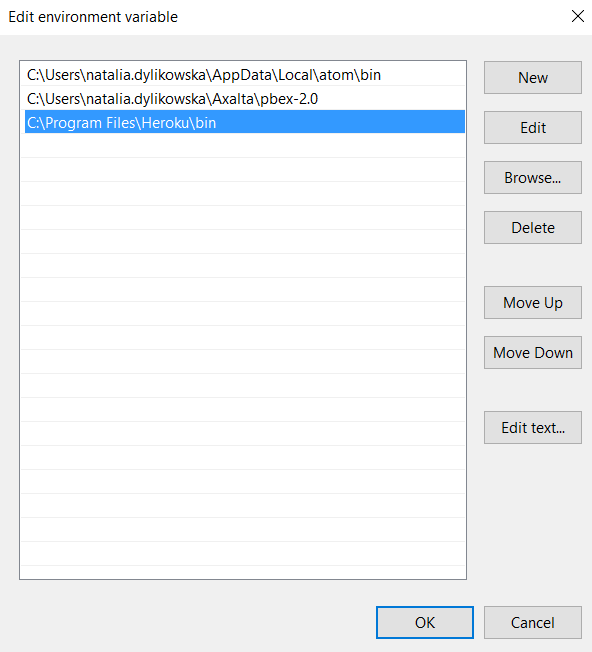 Edit environment variable
C:\Users\natalia.dylikowska\AppData\Local\atom\bin
C:\Users\natalia.dylikowska\Axalta\pbex-2.0
C:\Program Files\Heroku\bin
New
Edit
Browse...
Delete
Move Up
Move Down
Edit text...
OK
Cancel